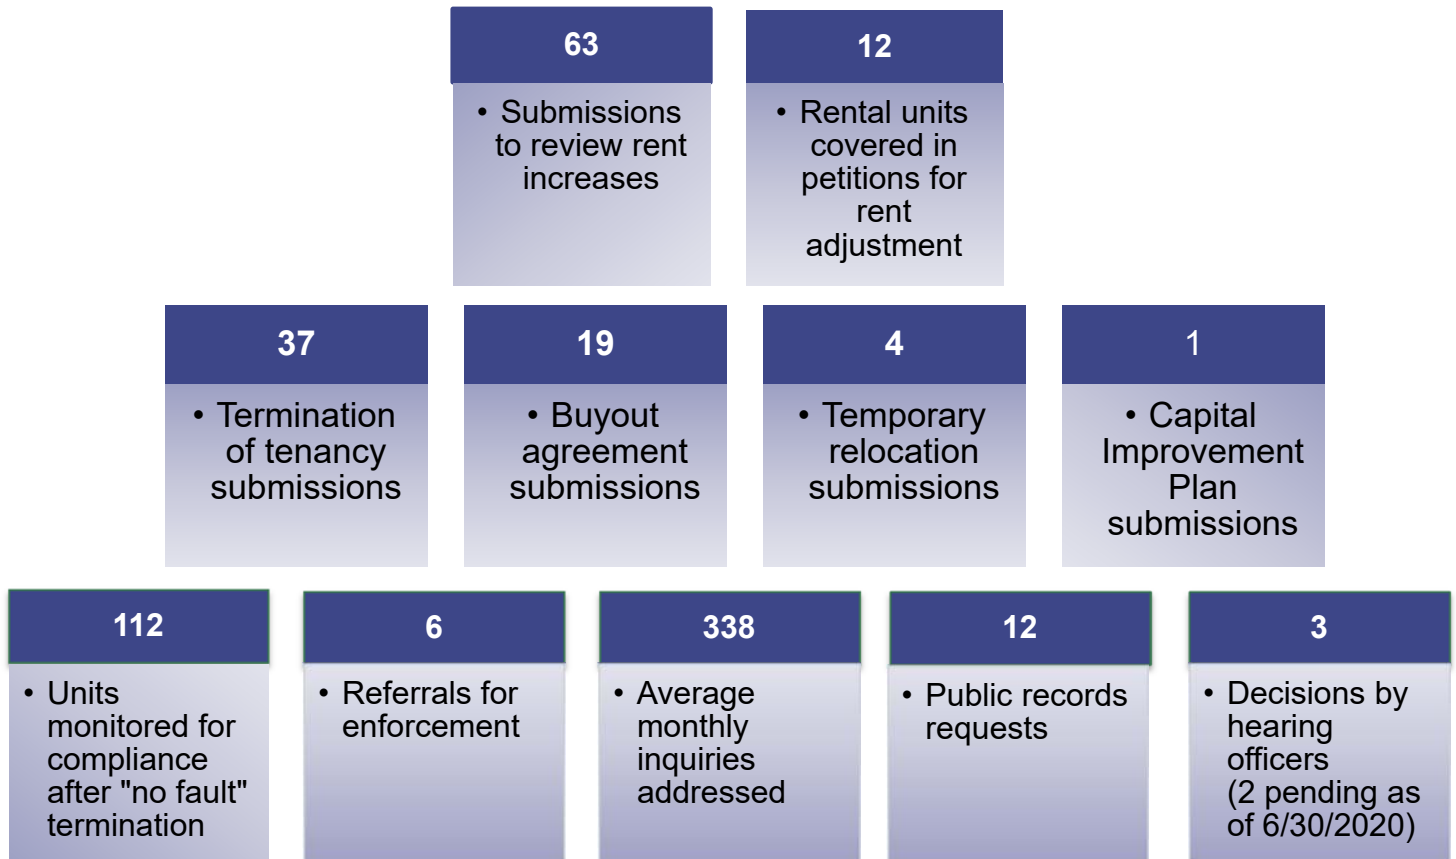 63
• Submissions
to review rent
increases
12
• Rental units
covered in
petitions for
rent
adjustment
37
• Termination
of tenancy
submissions
19
• Buyout
agreement
submissions
4
• Temporary
relocation
submissions
1
• Capital
Improvement
Plan
submissions
112
• Units
monitored for
compliance
after "no fault"
termination
6
• Referrals for
enforcement
338
• Average
monthly
inquiries
addressed
12
• Public records
requests
3
• Decisions by
hearing
officers
(2 pending as
of 6/30/2020)